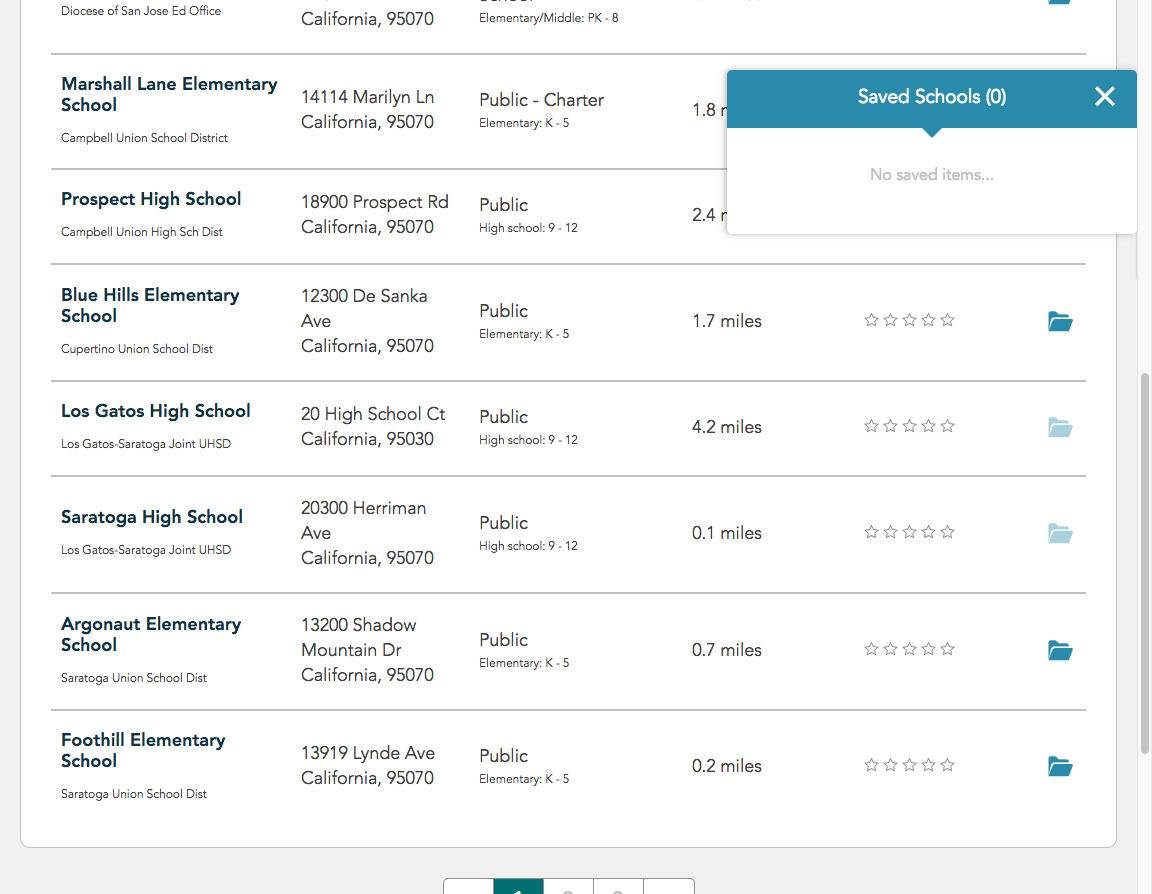 Diocese of San Jose Ed Office
California, 95070
Elementary/Middle: PK - 8
Marshall Lane Elementary
School
Campbell Union School District
14114 Marilyn Ln
California, 95070
Public - Charter
Elementary: K - 5
1.8
Saved Schools (0)
No saved items...
Prospect High School
Campbell Union High Sch Dist
18900 Prospect Rd
California, 95070
Public
High school: 9 - 12
2.4
Blue Hills Elementary
School
Cupertino Union School Dist
12300 De Sanka
Ave
California, 95070
Public
Elementary: K - 5
1.7 miles
Los Gatos High School
Los Gatos-Saratoga Joint UHSD
20 High School Ct
California, 95030
Public
High school: 9 - 12
4.2 miles
Saratoga High School
Los Gatos-Saratoga Joint UHSD
20300 Herriman
Ave
California, 95070
Public
High school: 9 - 12
0.1 miles
Argonaut Elementary
School
Saratoga Union School Dist
13200 Shadow
Mountain Dr
California, 95070
Public
Elementary: K - 5
0.7 miles
Foothill Elementary
School
Saratoga Union School Dist
13919 Lynde Ave
California, 95070
Public
Elementary: K - 5
0.2 miles